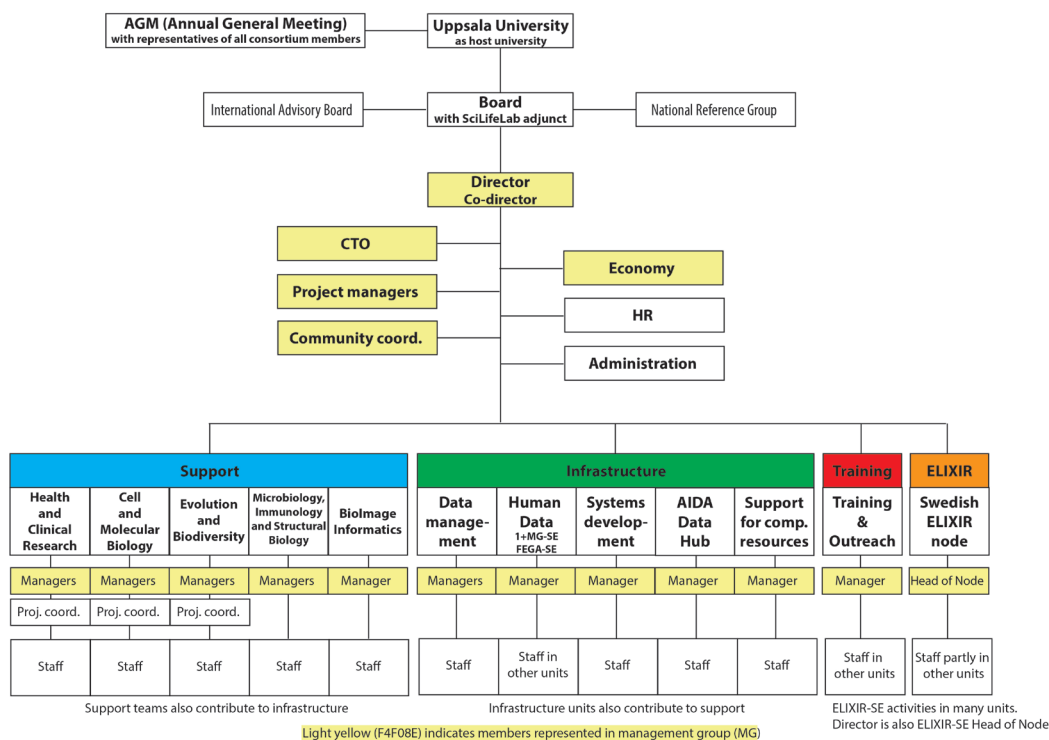 AGM (Annual General Meeting)
with representatives of all consortium members
Uppsala University
as host university
International Advisory Board
Board
with SciLifeLab adjunct
National Reference Group
Director
Co-director
CTO
Economy
Project managers
HR
Community coord.
Administration
Support
Infrastructure
Training
ELIXIR
Health
and
Clinical
Research
Cell
and
Molecular
Biology
Evolution
and
Biodiversity
Microbiology,
Immunology
and Structural
Biology
BioImage
Informatics
Data
manage-
ment
Human
Data
1+MG-SE
FEGA-SE
Systems
develop-
ment
AIDA
Data
Hub
Support
for comp.
resources
Training
&
Outreach
Swedish
ELIXIR
node
Managers
Managers
Managers
Managers
Manager
Managers
Manager
Manager
Manager
Manager
Manager
Head of Node
Proj. coord.
Proj. coord.
Proj. coord.
Staff
Staff
Staff
Staff
Staff
Staff
Staff in
other units
Staff
Staff
Staff
Staff in
other units
Staff partly in
other units
Support teams also contribute to infrastructure
Infrastructure units also contribute to support
ELIXIR-SE activities in many units.
Director is also ELIXIR-SE Head of Node
Light yellow (F4F08E) indicates members represented in management group (MG)